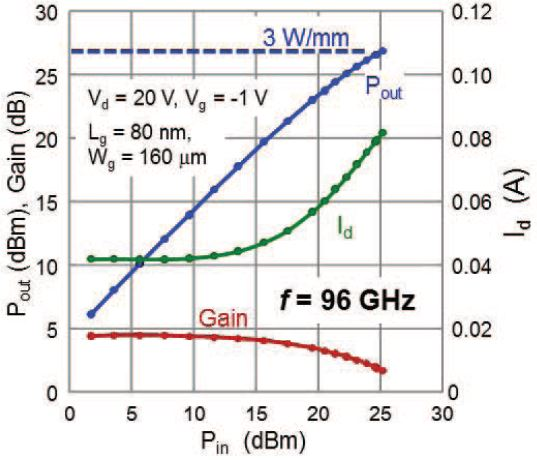 30
25
20
15
10
5
0
P_out (dBm), Gain (dB)
3 W/mm
V_d = 20 V, V_g = -1 V
L_g = 80 nm,
W_g = 160 μm
P_out
I_d
f = 96 GHz
Gain
0.12
0.10
0.08
0.06
0.04
0.02
0
I_d (A)
0 5 10 15 20 25 30
P_in (dBm)